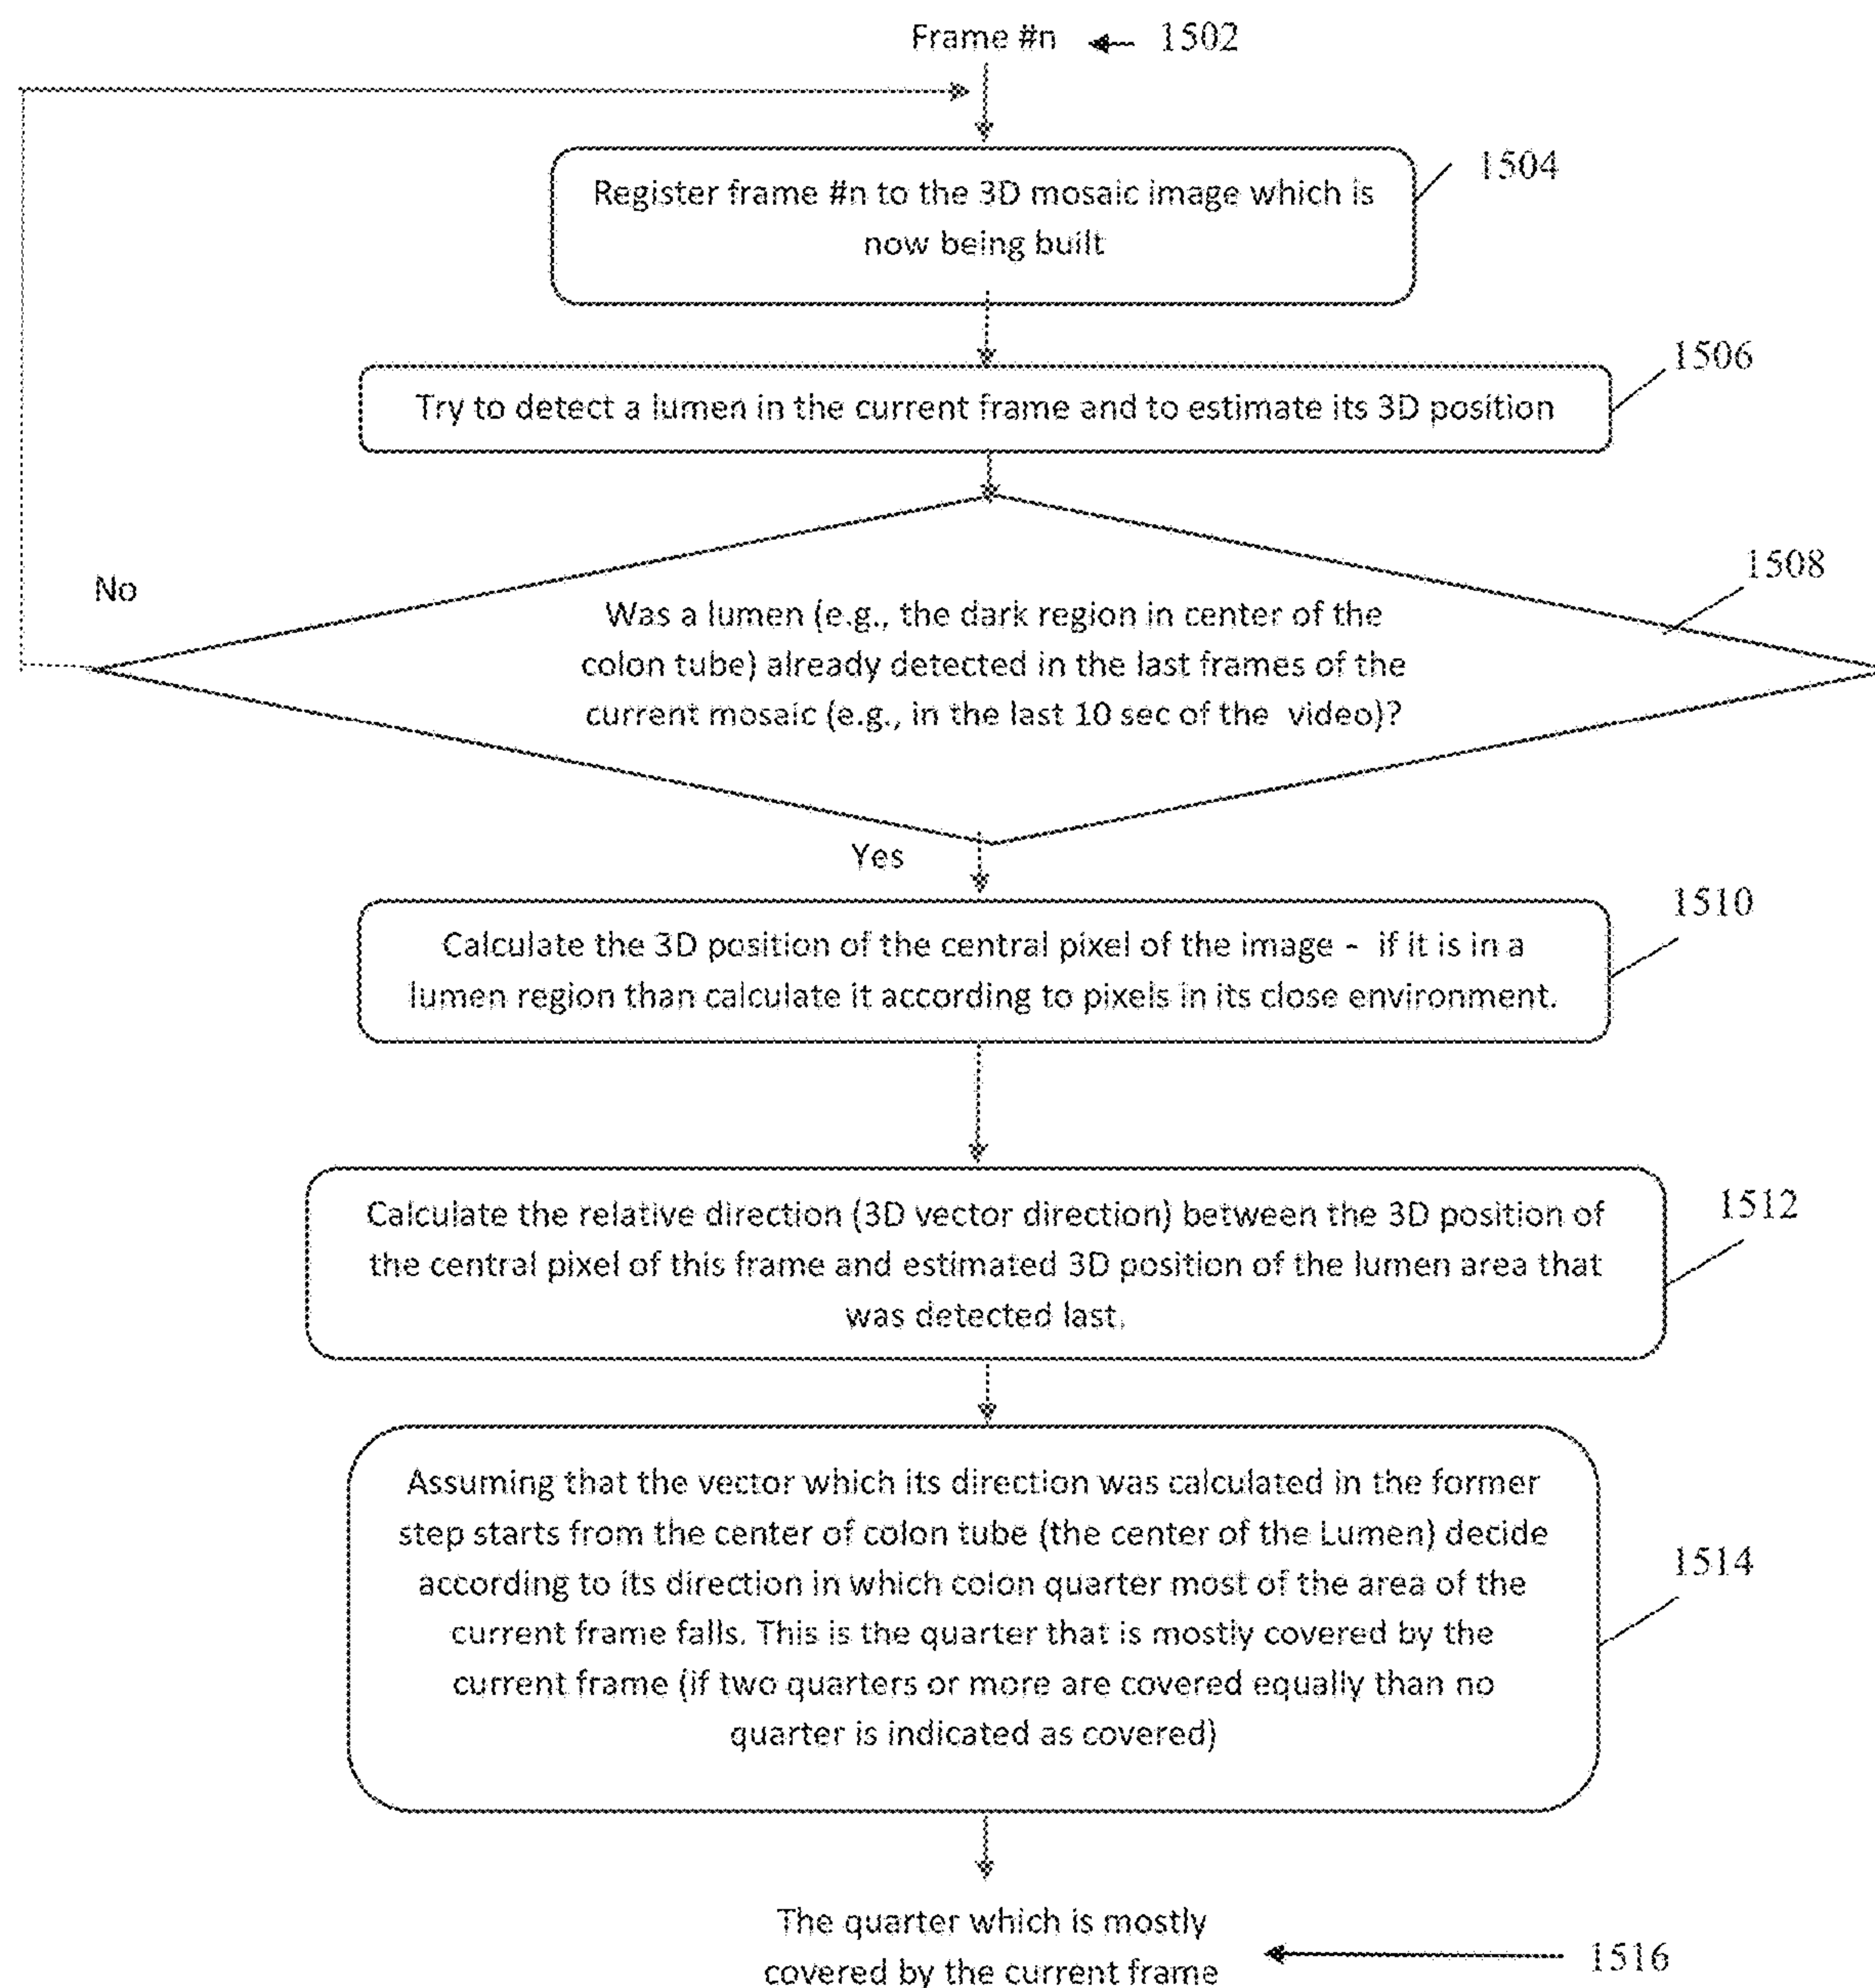 Frame #n
1502
Register frame #n to the 3D mosaic image which is
now being built
1504
Try to detect a lumen in the current frame and to estimate its 3D position
1506
No
Was a lumen (e.g., the dark region in center of the
colon tube) already detected in the last frames of the
current mosaic (e.g., in the last 10 sec of the video)?
1508
Yes
Calculate the 3D position of the central pixel of the image - if it is in a
lumen region than calculate it according to pixels in its close environment.
1510
Calculate the relative direction (3D vector direction) between the 3D position of
the central pixel of this frame and estimated 3D position of the lumen area that
was detected last.
1512
Assuming that the vector which its direction was calculated in the former
step starts from the center of colon tube (the center of the Lumen) decide
according to its direction in which colon quarter most of the area of the
current frame falls. This is the quarter that is mostly covered by the
current frame (if two quarters or more are covered equally than no
quarter is indicated as covered)
1514
The quarter which is mostly
covered by the current frame
1516